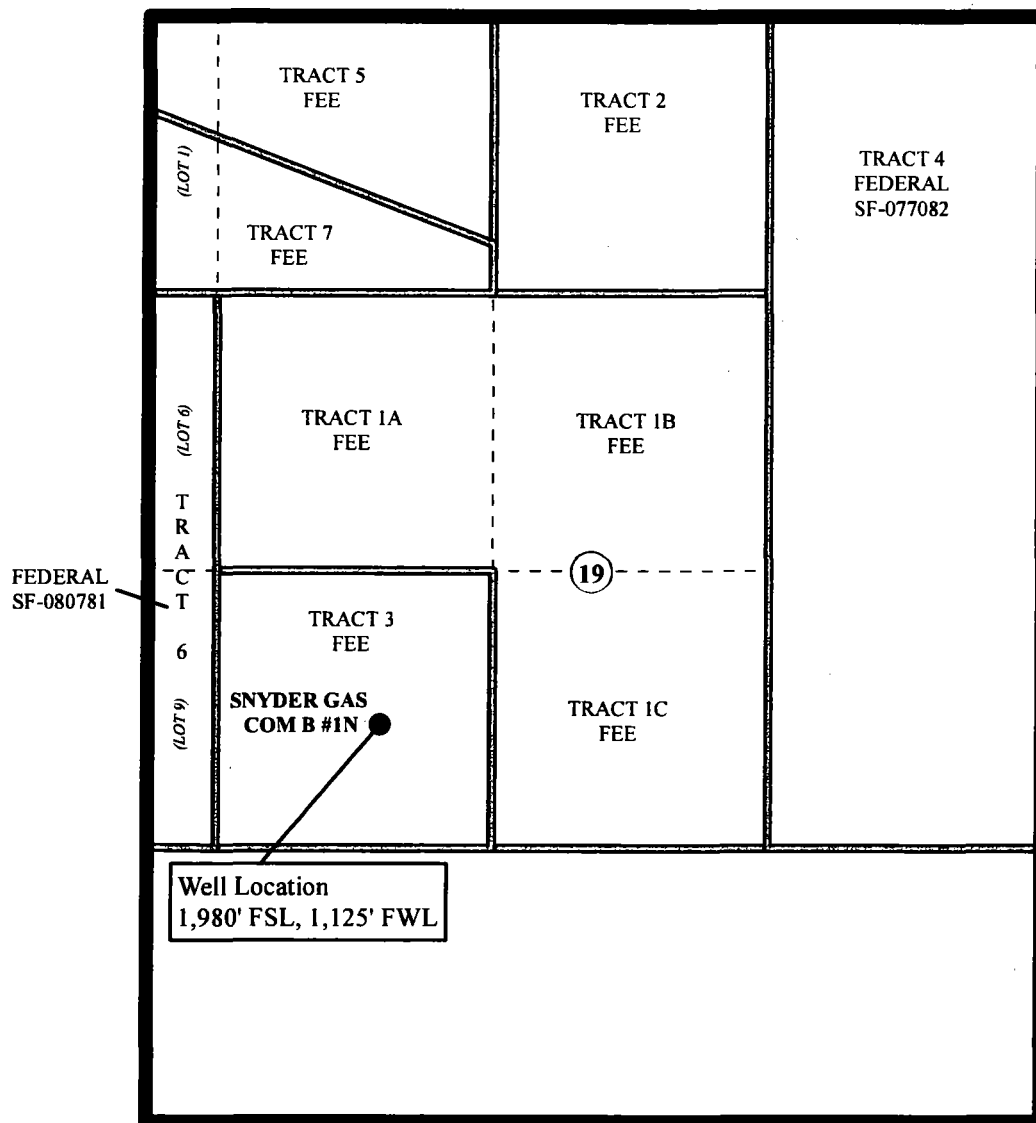 TRACT 5
FEE
TRACT 2
FEE
TRACT 4
FEDERAL
SF-077082
(LOT 1)
TRACT 7
FEE
TRACT 1A
FEE
TRACT 1B
FEE
(LOT 6)
TRACT 6
FEDERAL
SF-080781
19
TRACT 3
FEE
SNYDER GAS
COM B #1N
TRACT 1C
FEE
(LOT 9)
Well Location
1,980' FSL, 1,125' FWL